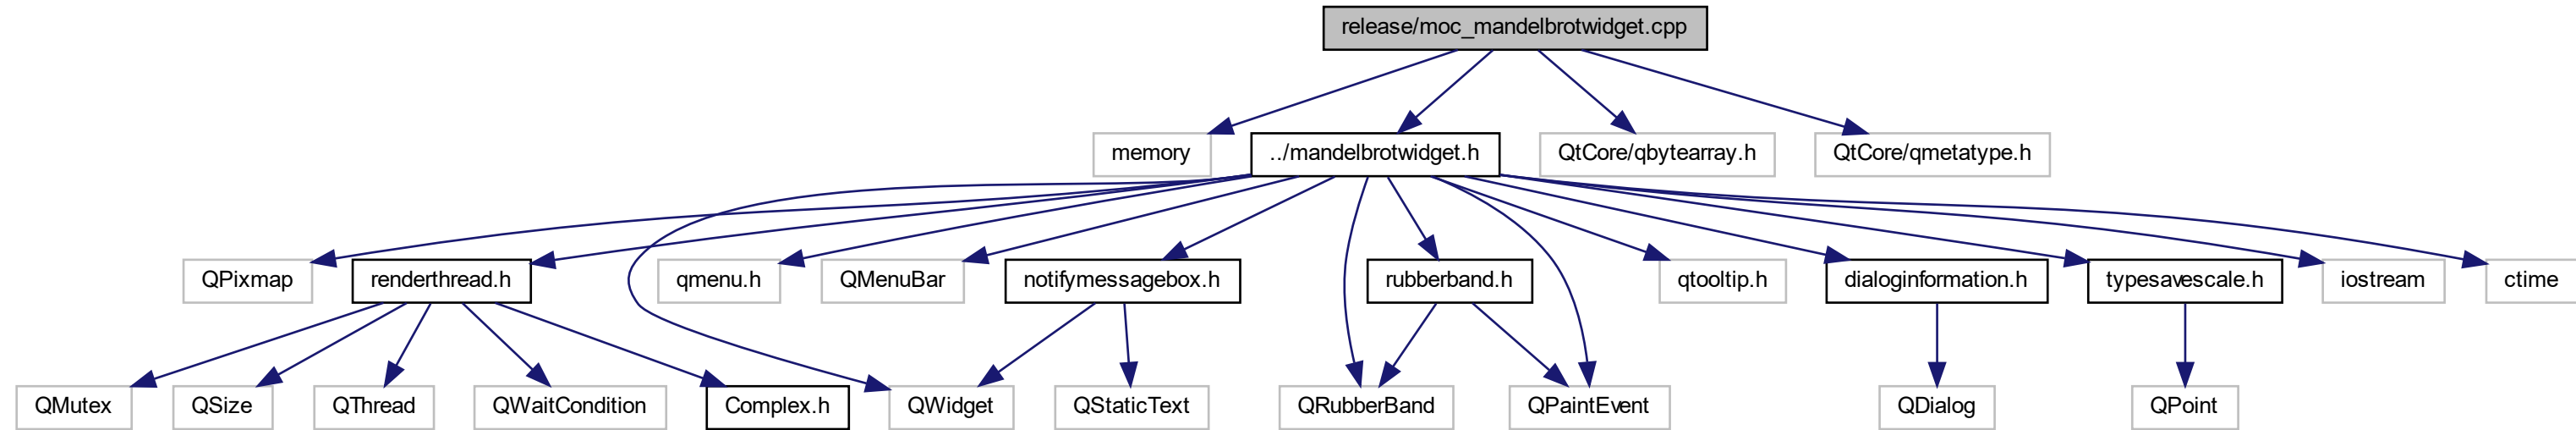 release/moc_mandelbrotwidget.cpp
memory
../mandelbrotwidget.h
QtCore/qbytearray.h
QtCore/qmetatype.h
QPixmap
renderthread.h
qmenu.h
QMenuBar
notifymessagebox.h
rubberband.h
qtooltip.h
dialoginformation.h
typesavescale.h
iostream
ctime
QMutex
QSize
QThread
QWaitCondition
Complex.h
QWidget
QStaticText
QRubberBand
QPaintEvent
QDialog
QPoint